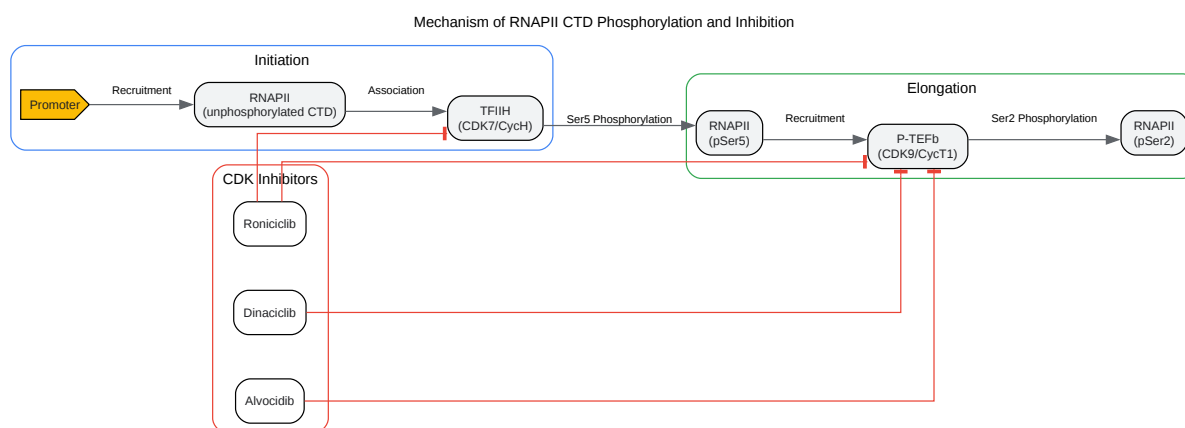 Mechanism of RNAPII CTD Phosphorylation and Inhibition
Initiation
Promoter
Recruitment
RNAPII
(unphosphorylated CTD)
Association
TFIIH
(CDK7/CycH)
Ser5 Phosphorylation
Elongation
RNAPII
(pSer5)
Recruitment
P-TEFb
(CDK9/CycT1)
Ser2 Phosphorylation
RNAPII
(pSer2)
CDK Inhibitors
Roniciclib
Dinaciclib
Alvocidib